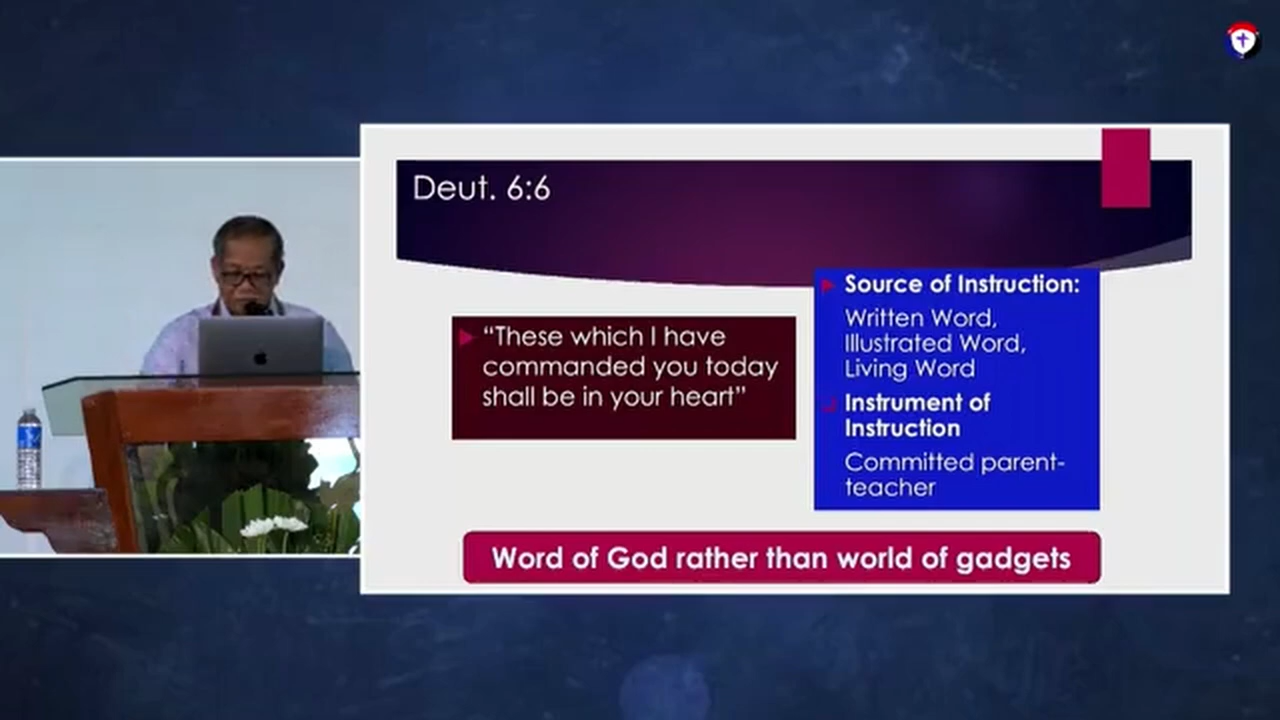 Deut. 6:6
“These which I have
commanded you today
shall be in your heart”
Source of Instruction:
Written Word,
Illustrated Word,
Living Word
Instrument of
Instruction
Committed parent-
teacher
Word of God rather than world of gadgets